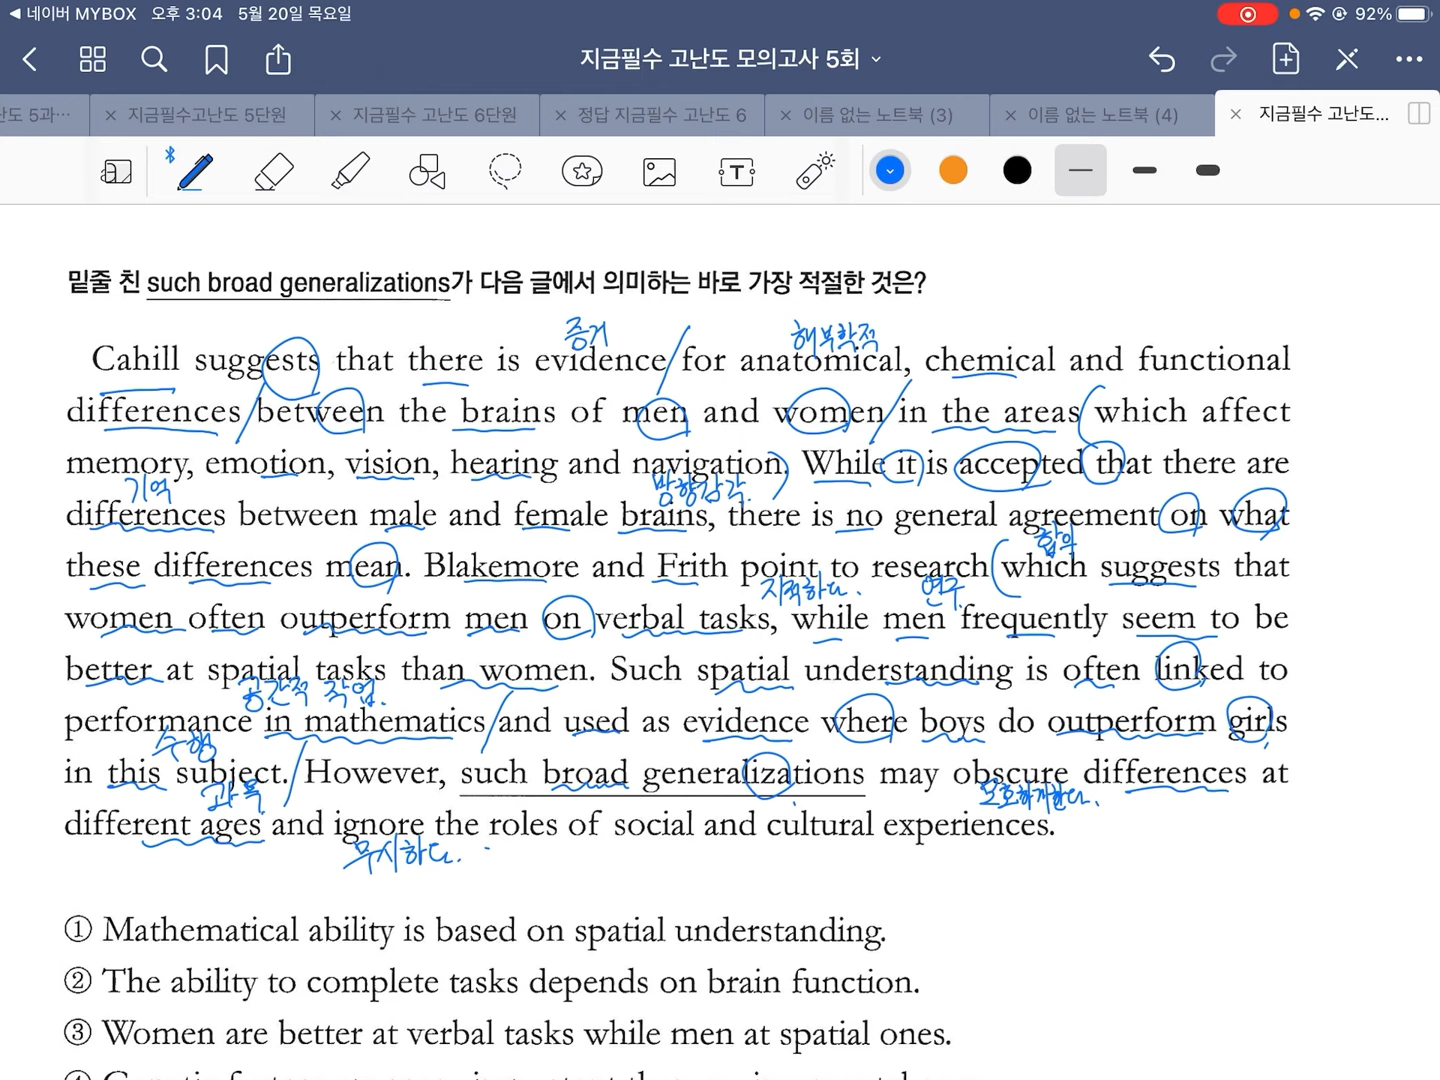 ◀ 네이버 MYBOX 오후 3:04 5월 20일 목요일 92%
지금필수 고난도 모의고사 5회
난도 5과… × 지금필수고난도 5단원 × 지금필수 고난도 6단원 × 정답 지금필수 고난도 6 × 이름 없는 노트북 (3) × 이름 없는 노트북 (4) × 지금필수 고난도...
밑줄 친 such broad generalizations가 다음 글에서 의미하는 바로 가장 적절한 것은?
증거 해부학적
Cahill suggests that there is evidence for anatomical, chemical and functional
differences between the brains of men and women in the areas which affect
memory, emotion, vision, hearing and navigation. While it is accepted that there are
기억 방향감각.
differences between male and female brains, there is no general agreement on what
합의
these differences mean. Blakemore and Frith point to research which suggests that
지적하다. 연구
women often outperform men on verbal tasks, while men frequently seem to be
better at spatial tasks than women. Such spatial understanding is often linked to
공간적 작업.
performance in mathematics and used as evidence where boys do outperform girls
수행
in this subject. However, such broad generalizations may obscure differences at
과목 모호하게한다.
different ages and ignore the roles of social and cultural experiences.
무시하다.
① Mathematical ability is based on spatial understanding.
② The ability to complete tasks depends on brain function.
③ Women are better at verbal tasks while men at spatial ones.